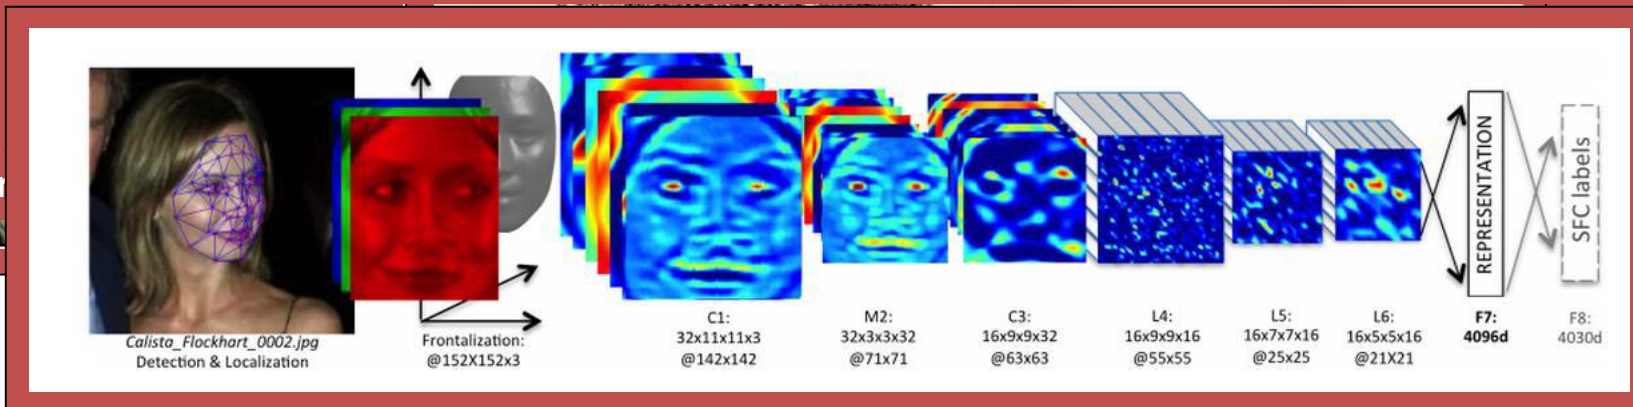 Calista_Flockhart_0002.jpg
Detection & Localization
Frontalization:
@152X152x3
C1:
32x11x11x3
@142x142
M2:
32x3x3x32
@71x71
C3:
16x9x9x32
@63x63
L4:
16x9x9x16
@55x55
L5:
16x7x7x16
@25x25
L6:
16x5x5x16
@21X21
REPRESENTATION
F7:
4096d
SFC labels
F8:
4030d